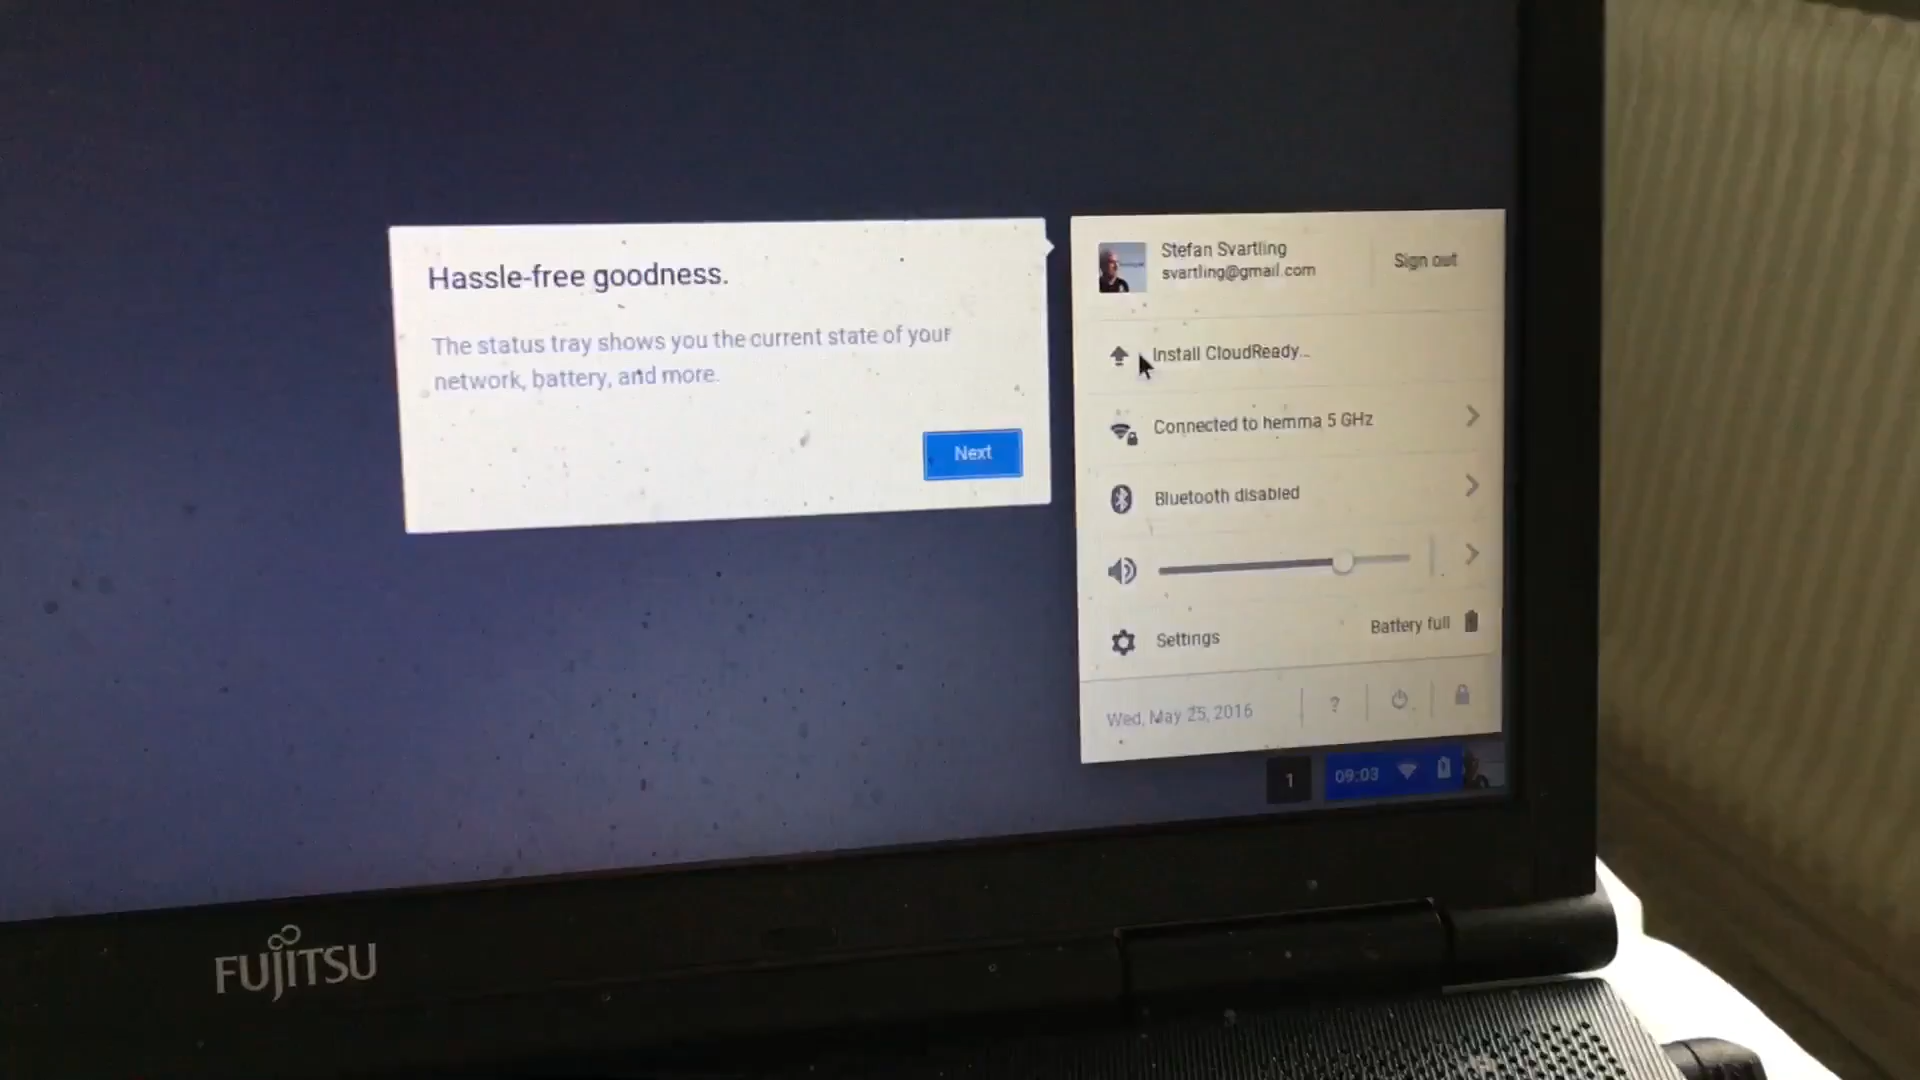 Hassle-free goodness.
The status tray shows you the current state of your
network, battery, and more.
Next
Stefan Svartling
svartling@gmail.com
Sign out
Install CloudReady...
Connected to hemma 5 GHz
Bluetooth disabled
Settings
Battery full
Wed, May 25, 2016
?
1
09:03
FUJITSU